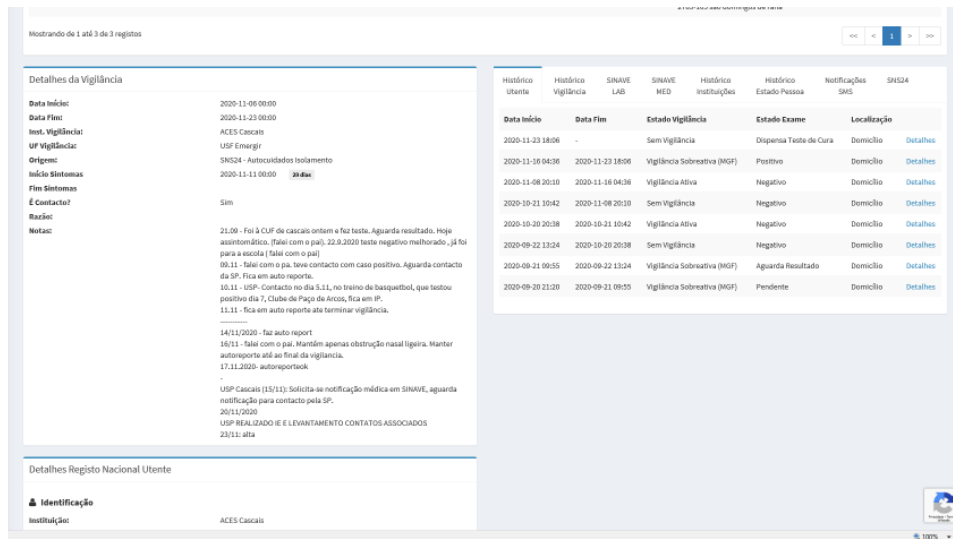 2785-103 São Domingos de Rana
Mostrando de 1 até 3 de 3 registos
<< < 1 > >>
Detalhes da Vigilância
Data Início: 2020-11-06 00:00
Data Fim: 2020-11-23 00:00
Inst. Vigilância: ACES Cascais
UF Vigilância: USF Emergir
Origem: SNS24 - Autocuidados Isolamento
Início Sintomas 2020-11-11 00:00 20 dias
Fim Sintomas
É Contacto? Sim
Razão:
Notas: 21.09 - Foi à CUF de cascais ontem e fez teste. Aguarda resultado. Hoje
assintomático. (falei com o pai). 22.9.2020 teste negativo melhorado , já foi
para a escola ( falei com o pai)
09.11 - falei com o pa. teve contacto com caso positivo. Aguarda contacto
da SP. Fica em auto reporte.
10.11 - USP- Contacto no dia 5.11, no treino de basquetbol, que testou
positivo dia 7, Clube de Paço de Arcos, fica em IP.
11.11 - fica em auto reporte ate terminar vigilância.
-----------
14/11/2020 - faz auto report
16/11 - falei com o pai. Mantém apenas obstrução nasal ligeira. Manter
autoreporte até ao final da vigilancia.
17.11.2020- autoreporteok
-
USP Cascais (15/11): Solicita-se notificação médica em SINAVE, aguarda
notificação para contacto pela SP.
20/11/2020
USP REALIZADO IE E LEVANTAMENTO CONTATOS ASSOCIADOS
23/11: alta
Detalhes Registo Nacional Utente
Identificação
Instituição: ACES Cascais
Histórico Utente Histórico Vigilância SINAVE LAB SINAVE MED Histórico Instituições Histórico Estado Pessoa Notificações SMS SNS24
Data Início Data Fim Estado Vigilância Estado Exame Localização
2020-11-23 18:06 - Sem Vigilância Dispensa Teste de Cura Domicílio Detalhes
2020-11-16 04:36 2020-11-23 18:06 Vigilância Sobreativa (MGF) Positivo Domicílio Detalhes
2020-11-08 20:10 2020-11-16 04:36 Vigilância Ativa Negativo Domicílio Detalhes
2020-10-21 10:42 2020-11-08 20:10 Sem Vigilância Negativo Domicílio Detalhes
2020-10-20 20:38 2020-10-21 10:42 Vigilância Ativa Negativo Domicílio Detalhes
2020-09-22 13:24 2020-10-20 20:38 Sem Vigilância Negativo Domicílio Detalhes
2020-09-21 09:55 2020-09-22 13:24 Vigilância Sobreativa (MGF) Aguarda Resultado Domicílio Detalhes
2020-09-20 21:20 2020-09-21 09:55 Vigilância Sobreativa (MGF) Pendente Domicílio Detalhes
100%